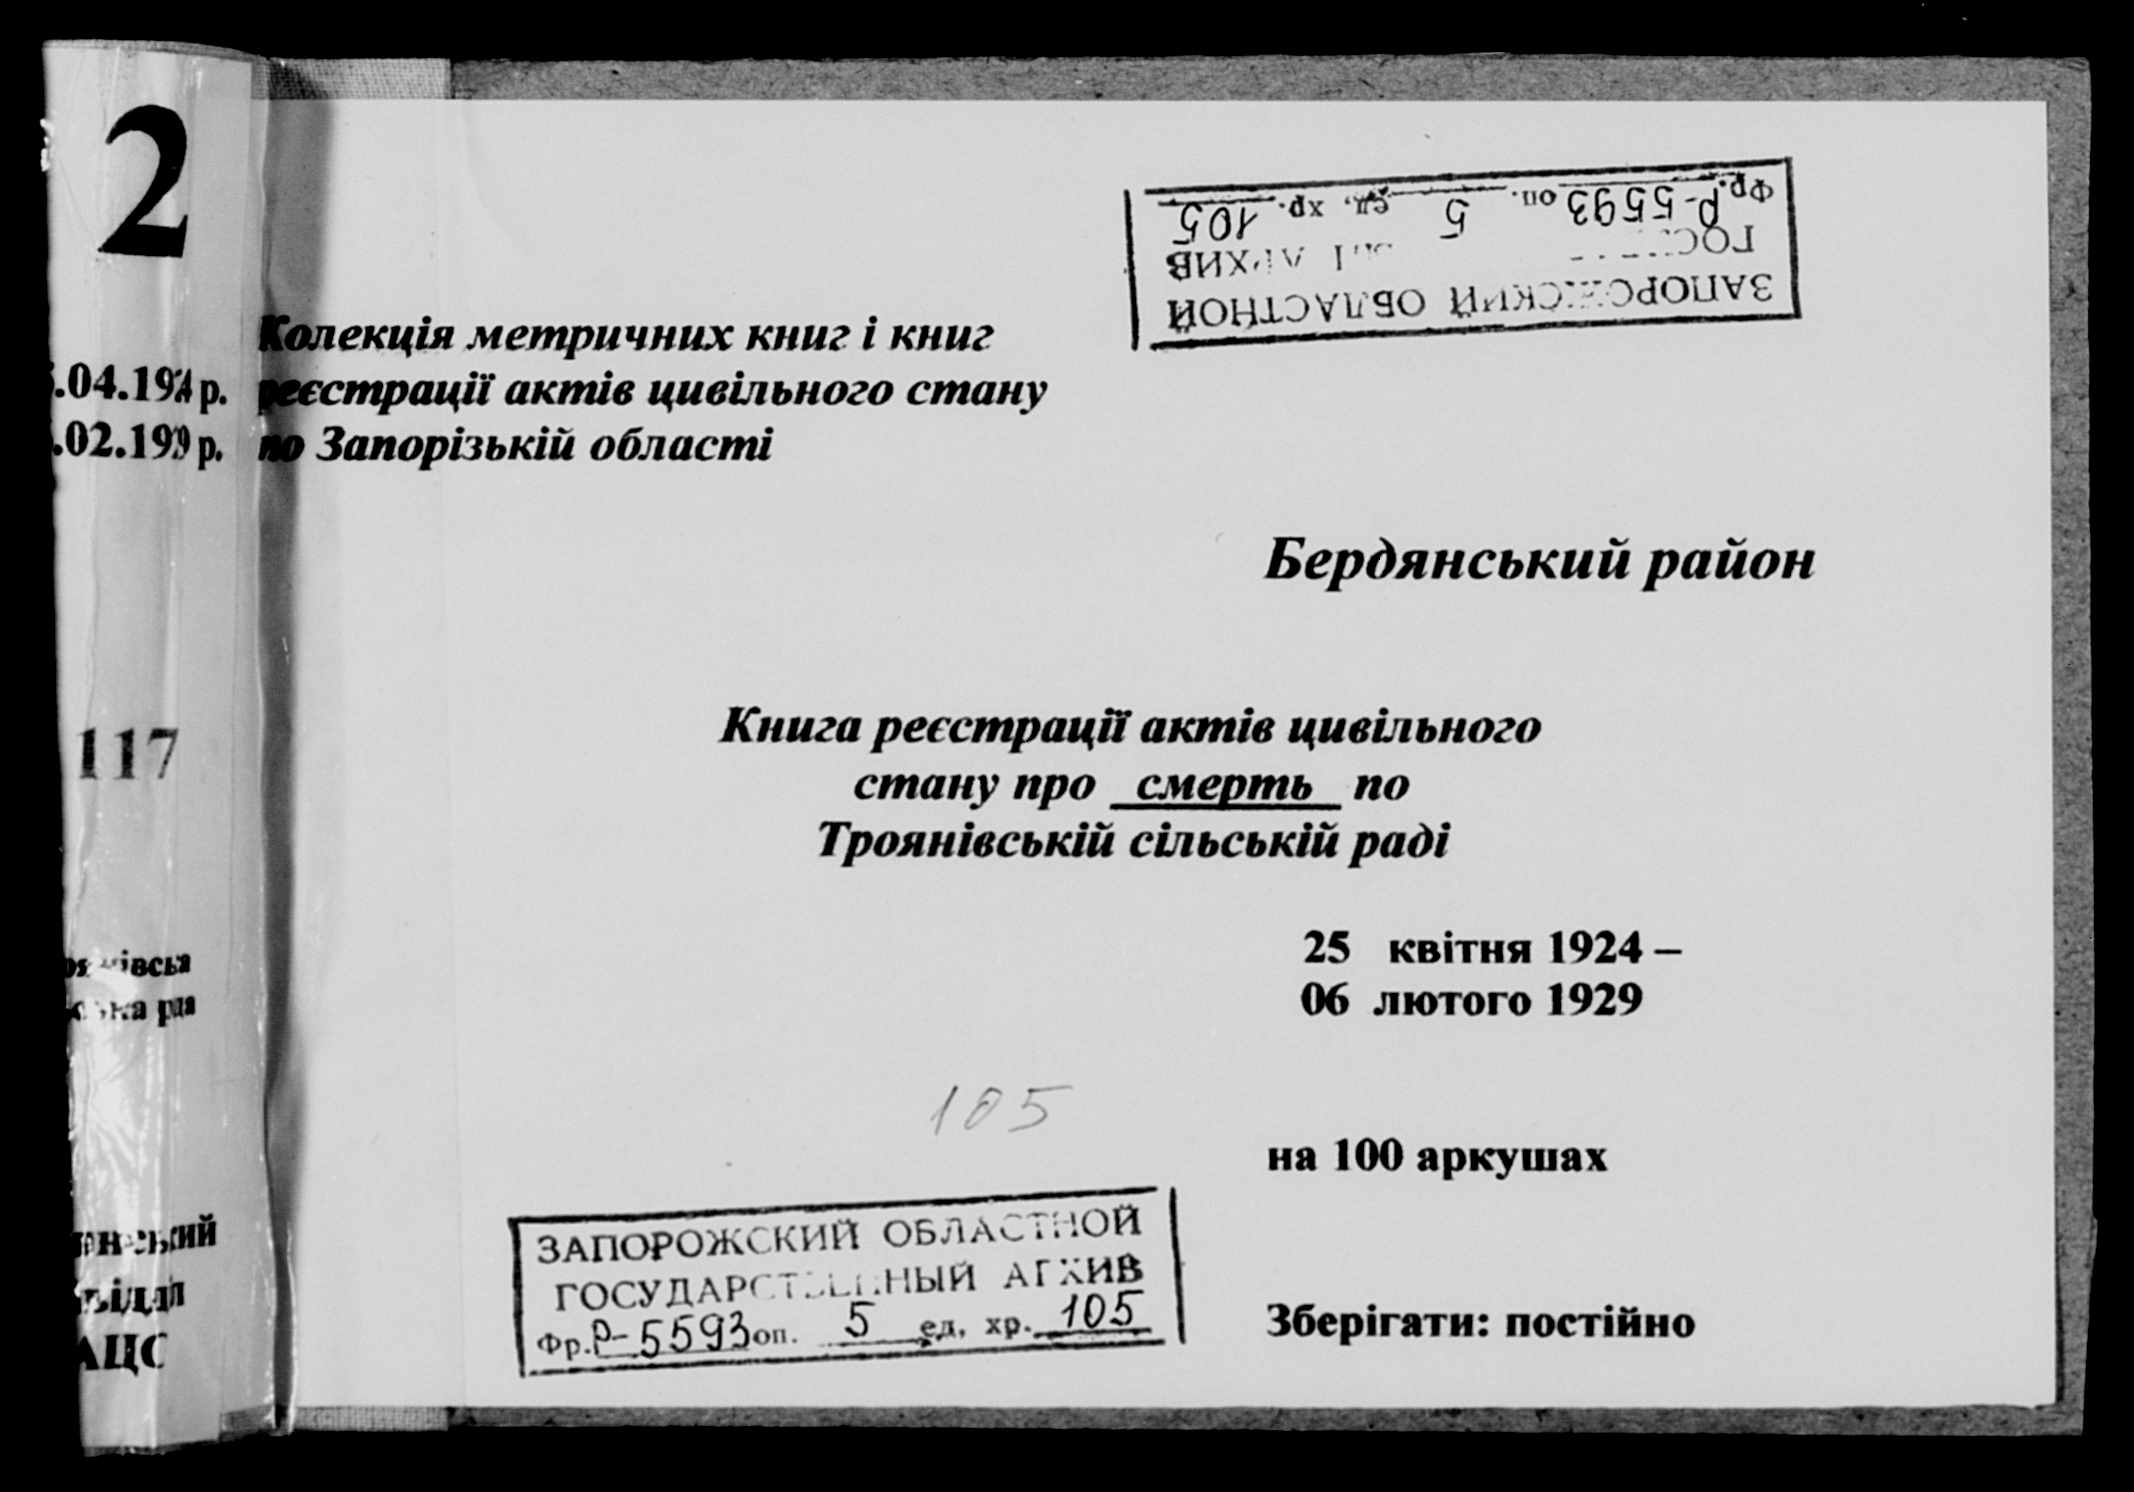 2
.04.1924 р.
.02.1929 р.
117
АЦС
Фр. Р-5593 оп. 5 ед. хр. 105
ЗАПОРОЖСКИЙ ОБЛАСТНОЙ
Колекція метричних книг і книг
реєстрації актів цивільного стану
по Запорізькій області
Бердянський район
Книга реєстрації актів цивільного
стану про смерть по
Троянівській сільській раді
25 квітня 1924 –
06 лютого 1929
105
на 100 аркушах
ЗАПОРОЖСКИЙ ОБЛАСТНОЙ
ГОСУДАРСТВЕННЫЙ АРХИВ
Фр. Р-5593 оп. 5 ед. хр. 105
Зберігати: постійно